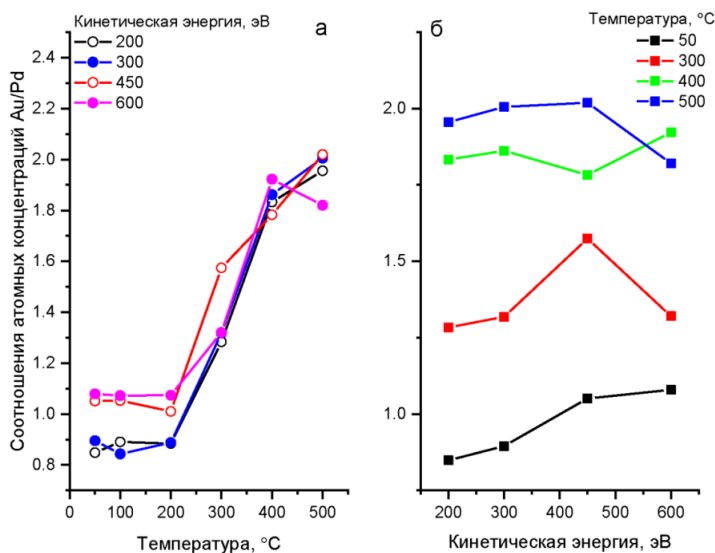 Соотношения атомных концентраций Au/Pd
Кинетическая энергия, эВ
200
300
450
600
а
2.4
2.2
2.0
1.8
1.6
1.4
1.2
1.0
0.8
0 100 200 300 400 500
Температура, °С
Температура, °С
50
300
400
500
б
2.0
1.5
1.0
200 300 400 500 600
Кинетическая энергия, эВ